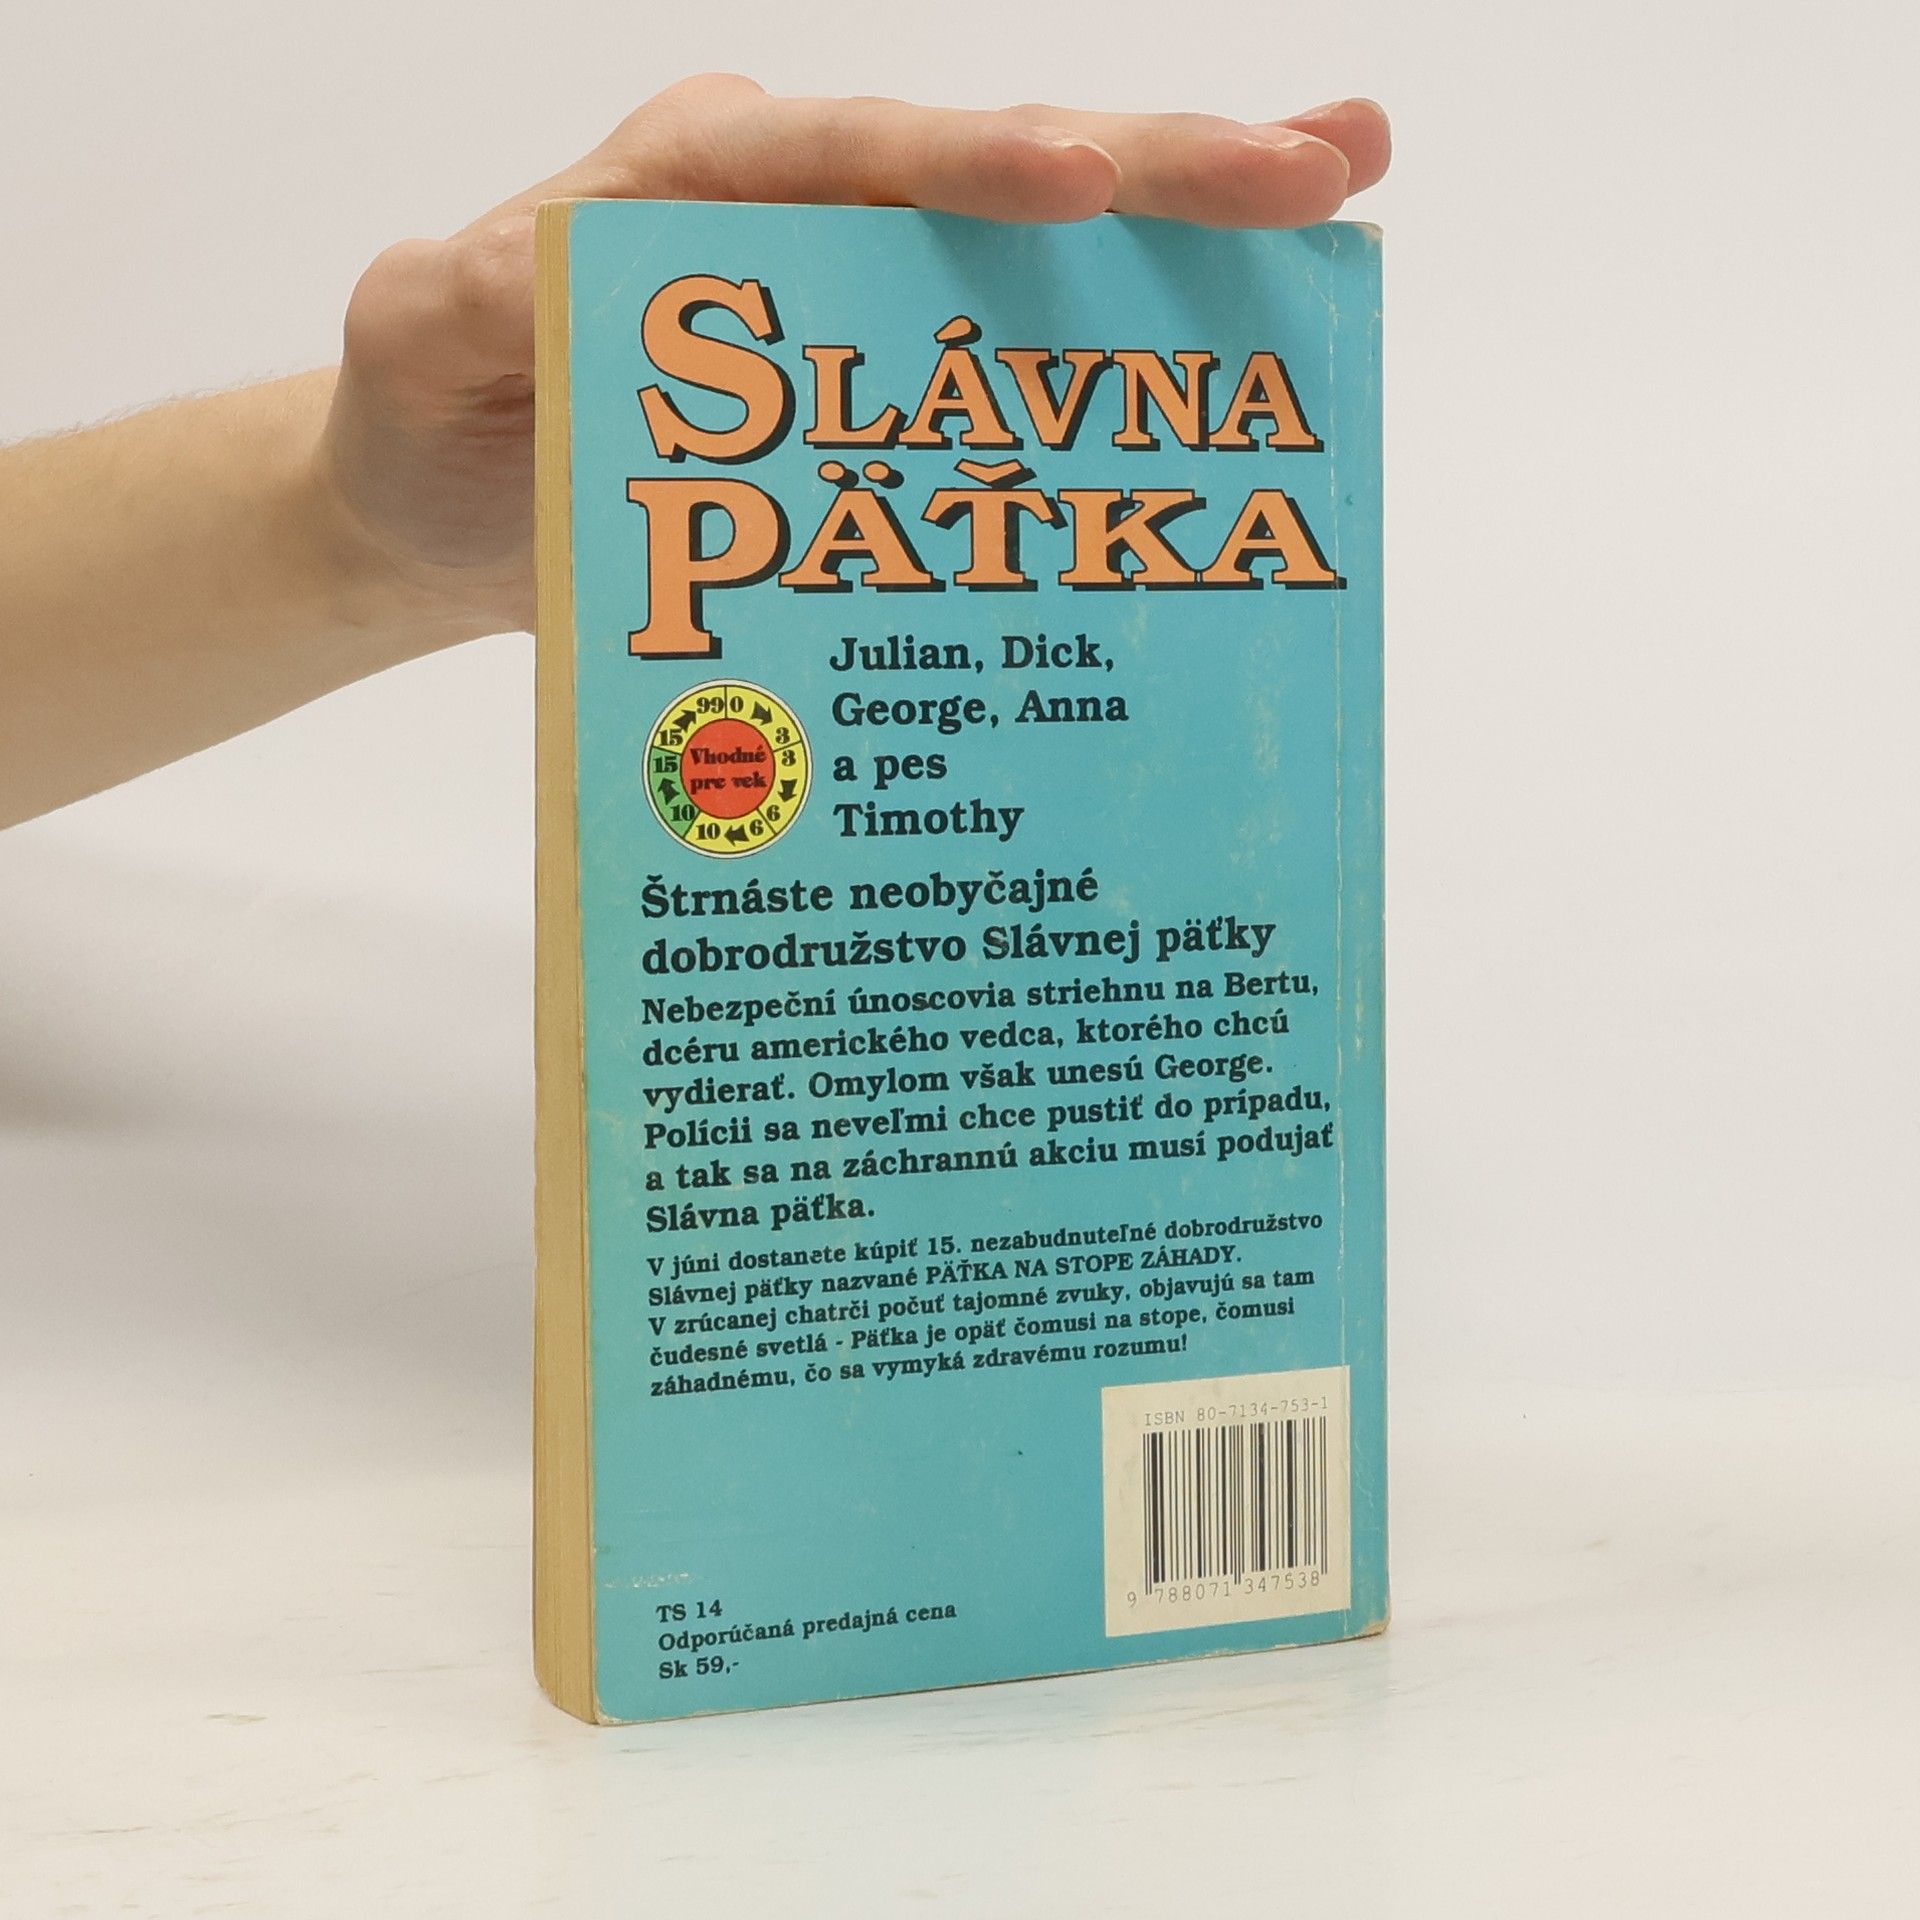 SLÁVNA
PÄŤKA
Julian, Dick,
George, Anna
a pes
Timothy
99 0
15 3
Vhodné
15 3
pre vek
10 6
10 6
Štrnáste neobyčajné
dobrodružstvo Slávnej päťky
Nebezpeční únoscovia striehnu na Bertu,
dcéru amerického vedca, ktorého chcú
vydierať. Omylom však unesú George.
Polícii sa neveľmi chce pustiť do prípadu,
a tak sa na záchrannú akciu musí podujať
Slávna päťka.
V júni dostanete kúpiť 15. nezabudnuteľné dobrodružstvo
Slávnej päťky nazvané PÄŤKA NA STOPE ZÁHADY.
V zrúcanej chatrči počuť tajomné zvuky, objavujú sa tam
čudesné svetlá - Päťka je opäť čomusi na stope, čomusi
záhadnému, čo sa vymyká zdravému rozumu!
ISBN 80-7134-753-1
9 788071 347538
TS 14
Odporúčaná predajná cena
Sk 59,-